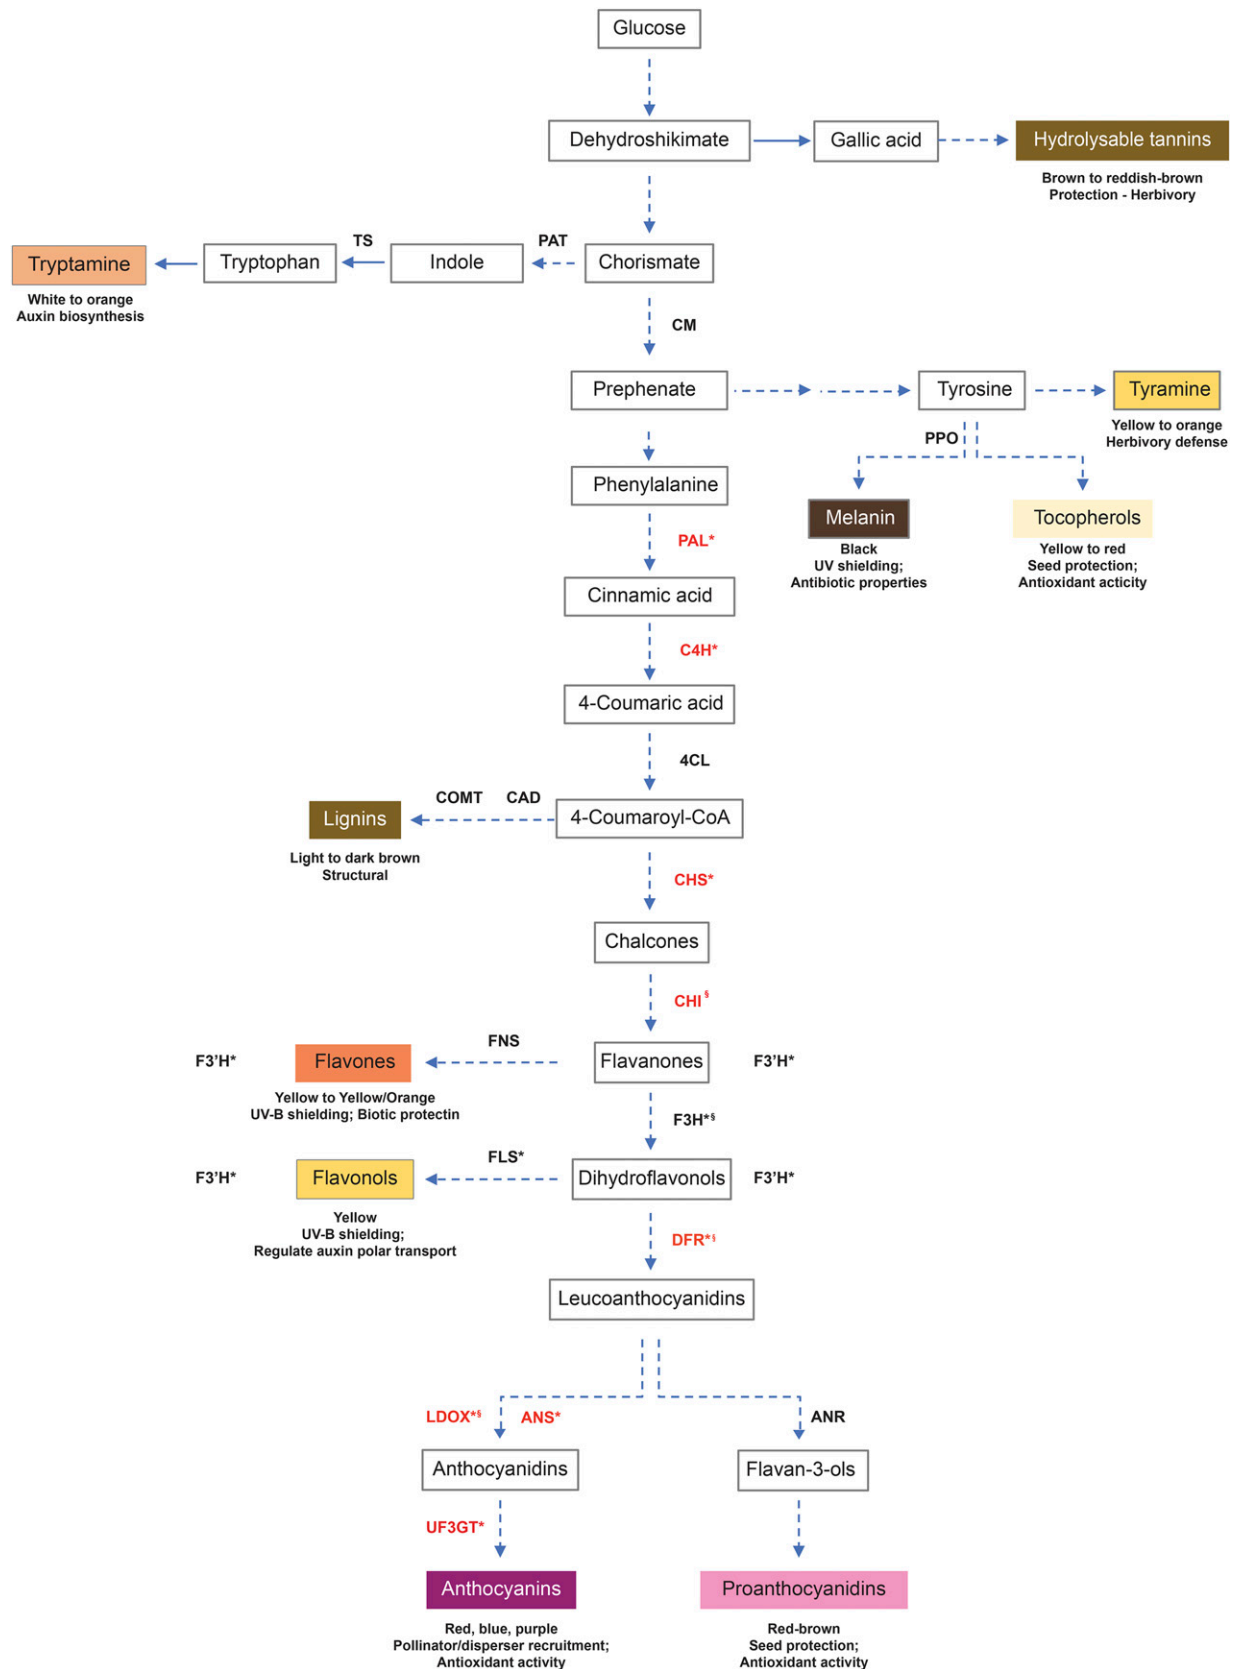 Glucose
Dehydroshikimate
Gallic acid
Hydrolysable tannins
Brown to reddish-brown
Protection - Herbivory
Tryptamine
TS
Tryptophan
Indole
PAT
Chorismate
White to orange
Auxin biosynthesis
CM
Prephenate
Tyrosine
Tyramine
Yellow to orange
Herbivory defense
PPO
Phenylalanine
Melanin
Tocopherols
Black
UV shielding;
Antibiotic properties
Yellow to red
Seed protection;
Antioxidant acticity
PAL*
Cinnamic acid
C4H*
4-Coumaric acid
4CL
Lignins
COMT
CAD
4-Coumaroyl-CoA
Light to dark brown
Structural
CHS*
Chalcones
CHI§
F3'H*
Flavones
FNS
Flavanones
F3'H*
Yellow to Yellow/Orange
UV-B shielding; Biotic protectin
F3H*§
F3'H*
Flavonols
FLS*
Dihydroflavonols
F3'H*
Yellow
UV-B shielding;
Regulate auxin polar transport
DFR*§
Leucoanthocyanidins
LDOX*§
ANS*
ANR
Anthocyanidins
Flavan-3-ols
UF3GT*
Anthocyanins
Proanthocyanidins
Red, blue, purple
Pollinator/disperser recruitment;
Antioxidant activity
Red-brown
Seed protection;
Antioxidant activity